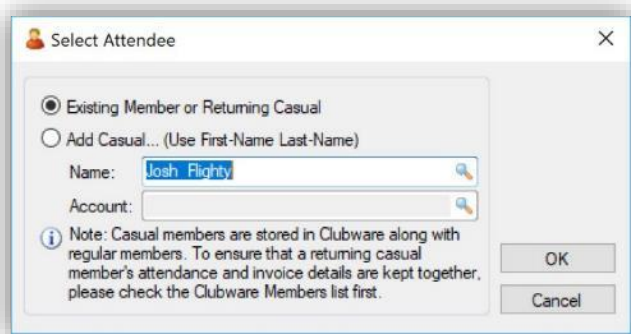 Select Attendee
Existing Member or Returning Casual
Add Casual... (Use First-Name Last-Name)
Name: Josh Flighty
Account:
Note: Casual members are stored in Clubware along with
regular members. To ensure that a returning casual
member's attendance and invoice details are kept together,
please check the Clubware Members list first.
OK
Cancel